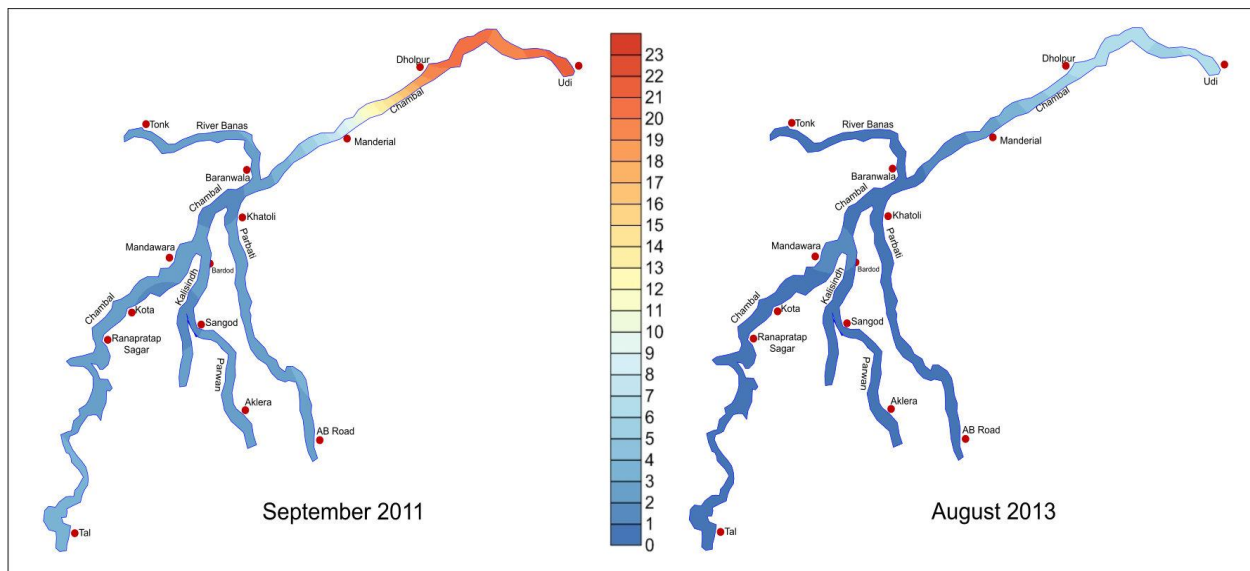 Dholpur
Udi
Chambal
Tonk
River Banas
Manderial
Baranwala
Chambal
Khatoli
Parbati
Mandawara
Bardod
Kalisindh
Chambal
Kota
Sangod
Ranapratap
Sagar
Parwan
Aklera
AB Road
Tal
September 2011
23
22
21
20
19
18
17
16
15
14
13
12
11
10
9
8
7
6
5
4
3
2
1
0
Dholpur
Udi
Chambal
Tonk
River Banas
Manderial
Baranwala
Chambal
Khatoli
Parbati
Mandawara
Bardod
Kalisindh
Chambal
Kota
Sangod
Ranapratap
Sagar
Parwan
Aklera
AB Road
Tal
August 2013